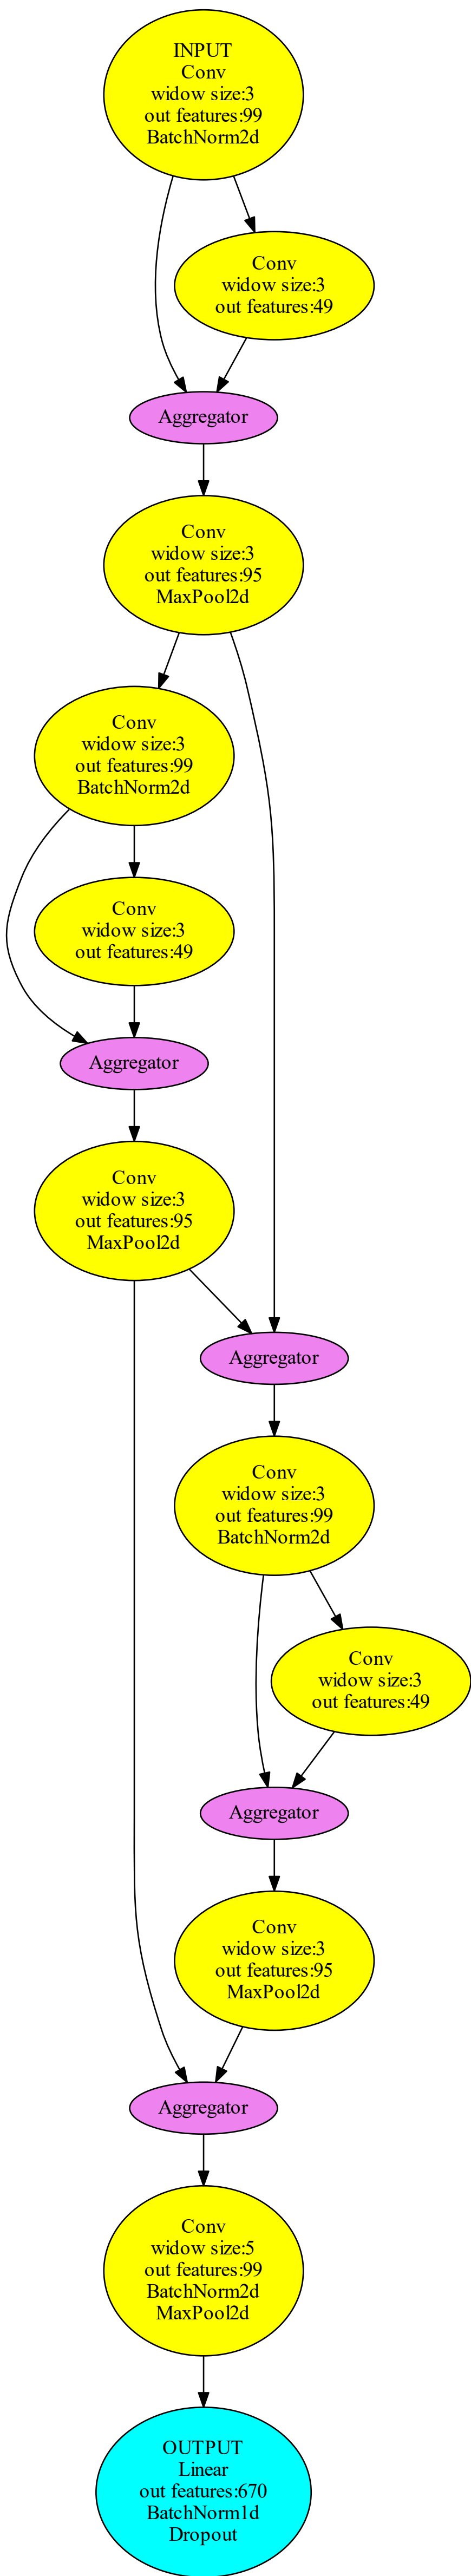 INPUT
Conv
widow size:3
out features:99
BatchNorm2d
Conv
widow size:3
out features:49
Aggregator
Conv
widow size:3
out features:95
MaxPool2d
Conv
widow size:3
out features:99
BatchNorm2d
Conv
widow size:3
out features:49
Aggregator
Conv
widow size:3
out features:95
MaxPool2d
Aggregator
Conv
widow size:3
out features:99
BatchNorm2d
Conv
widow size:3
out features:49
Aggregator
Conv
widow size:3
out features:95
MaxPool2d
Aggregator
Conv
widow size:5
out features:99
BatchNorm2d
MaxPool2d
OUTPUT
Linear
out features:670
BatchNorm1d
Dropout